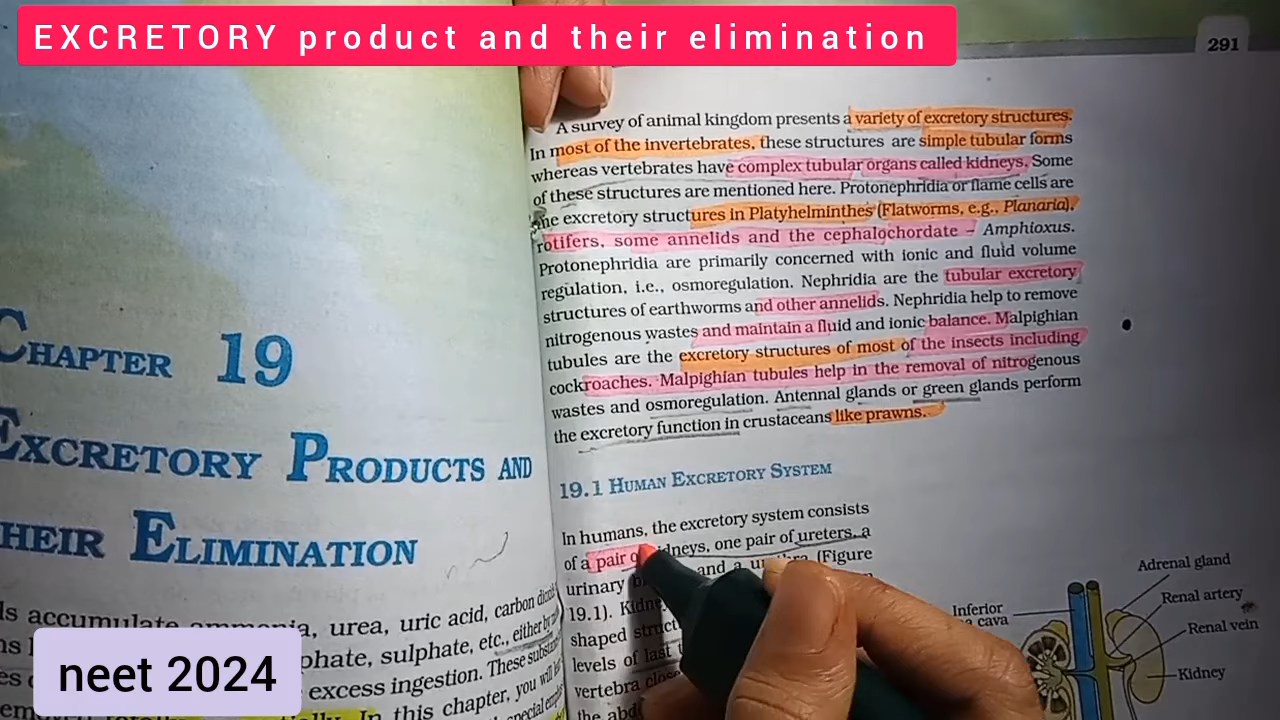 EXCRETORY product and their elimination
291
CHAPTER 19
EXCRETORY PRODUCTS AND
THEIR ELIMINATION
accumulate ammonia, urea, uric acid, carbon
phate, sulphate, etc., either by
excess ingestion. These
In this chapter, you will
neet 2024
A survey of animal kingdom presents a variety of excretory structures.
In most of the invertebrates, these structures are simple tubular forms
whereas vertebrates have complex tubular organs called kidneys. Some
of these structures are mentioned here. Protonephridia or flame cells are
the excretory structures in Platyhelminthes (Flatworms, e.g., Planaria),
rotifers, some annelids and the cephalochordate – Amphioxus.
Protonephridia are primarily concerned with ionic and fluid volume
regulation, i.e., osmoregulation. Nephridia are the tubular excretory
structures of earthworms and other annelids. Nephridia help to remove
nitrogenous wastes and maintain a fluid and ionic balance. Malpighian
tubules are the excretory structures of most of the insects including
cockroaches. Malpighian tubules help in the removal of nitrogenous
wastes and osmoregulation. Antennal glands or green glands perform
the excretory function in crustaceans like prawns.
19.1 HUMAN EXCRETORY SYSTEM
In humans, the excretory system consists
of a pair of kidneys, one pair of ureters, a
urinary and a (Figure
19.1).
shaped
levels of last
vertebra
the
Adrenal gland
Renal artery
Renal vein
Kidney
Inferior
cava